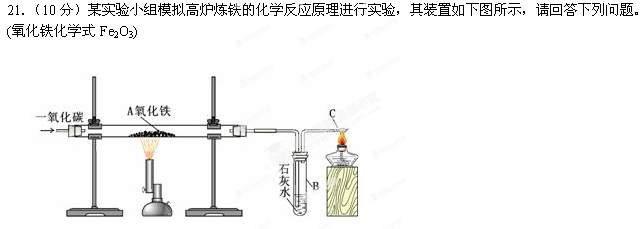 21.（10 分）某实验小组模拟高炉炼铁的化学反应原理进行实验，其装置如下图所示，请回答下列问题。
(氧化铁化学式 Fe₂O₃)
一氧化碳
A氧化铁
C
B
石灰水